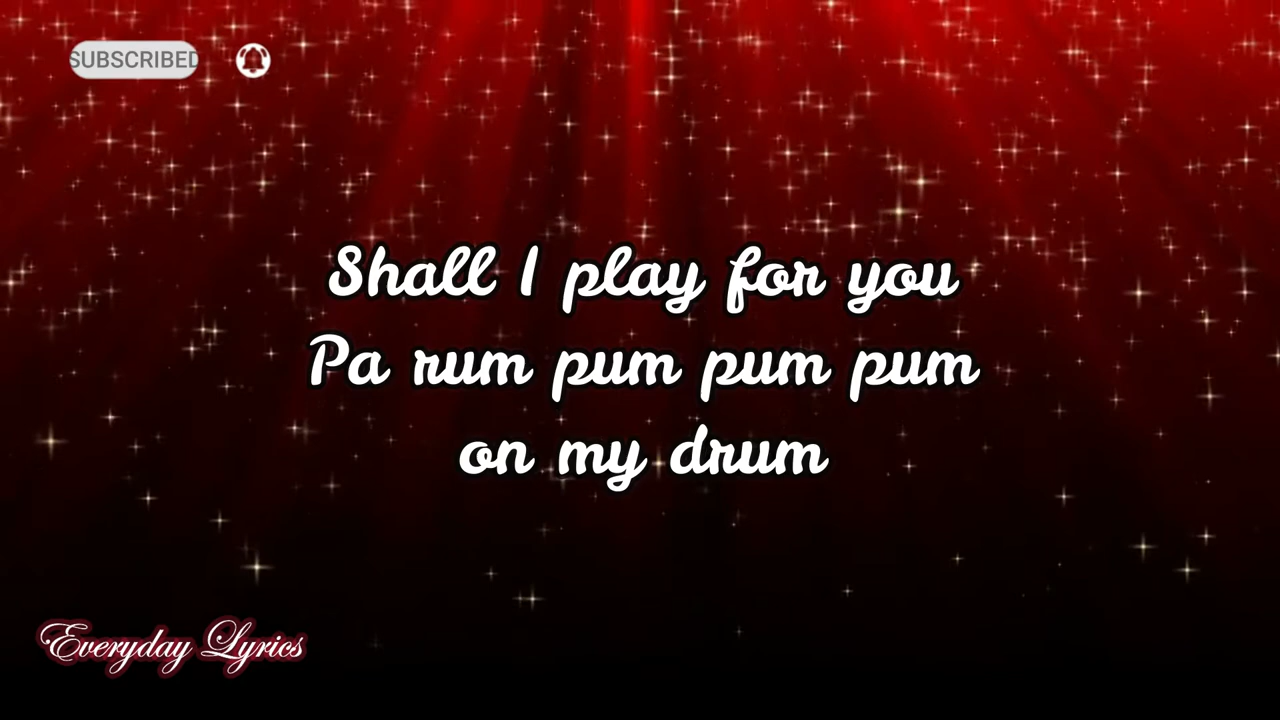 SUBSCRIBED
Shall I play for you
Pa rum pum pum pum
on my drum
Everyday Lyrics